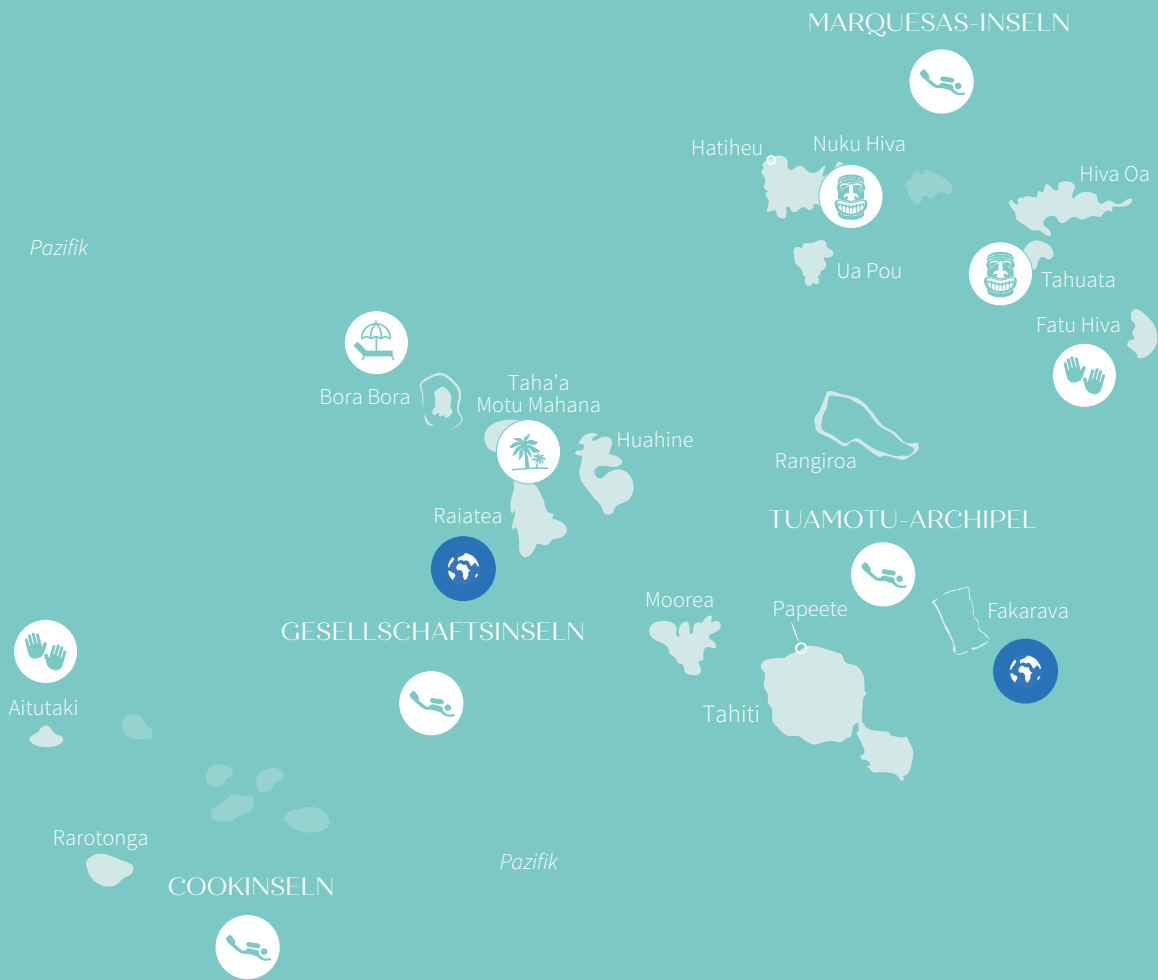 MARQUESAS-INSELN
Hatiheu
Nuku Hiva
Hiva Oa
Pazifik
Ua Pou
Tahuata
Fatu Hiva
Bora Bora
Taha’a
Motu Mahana
Huahine
Rangiroa
Raiatea
TUAMOTU-ARCHIPEL
Moorea
Papeete
Fakarava
GESELLSCHAFTSINSELN
Aitutaki
Tahiti
Rarotonga
Pazifik
COOKINSELN